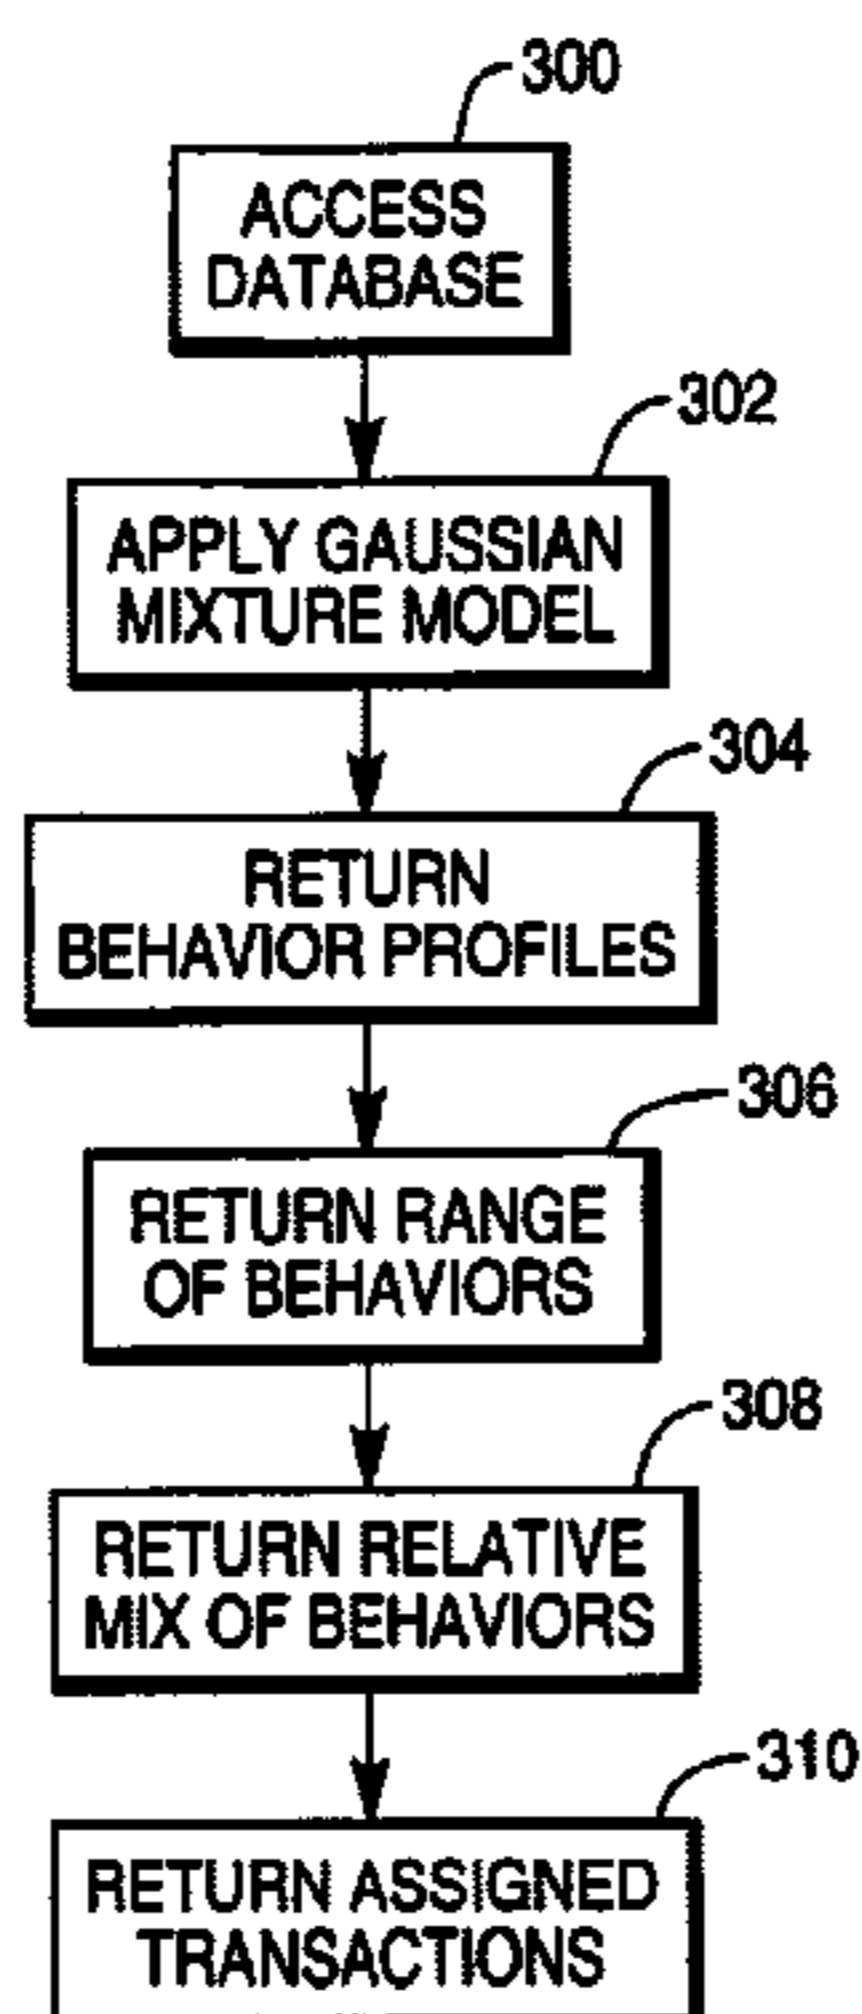 300
ACCESS
DATABASE
302
APPLY GAUSSIAN
MIXTURE MODEL
304
RETURN
BEHAVIOR PROFILES
306
RETURN RANGE
OF BEHAVIORS
308
RETURN RELATIVE
MIX OF BEHAVIORS
310
RETURN ASSIGNED
TRANSACTIONS